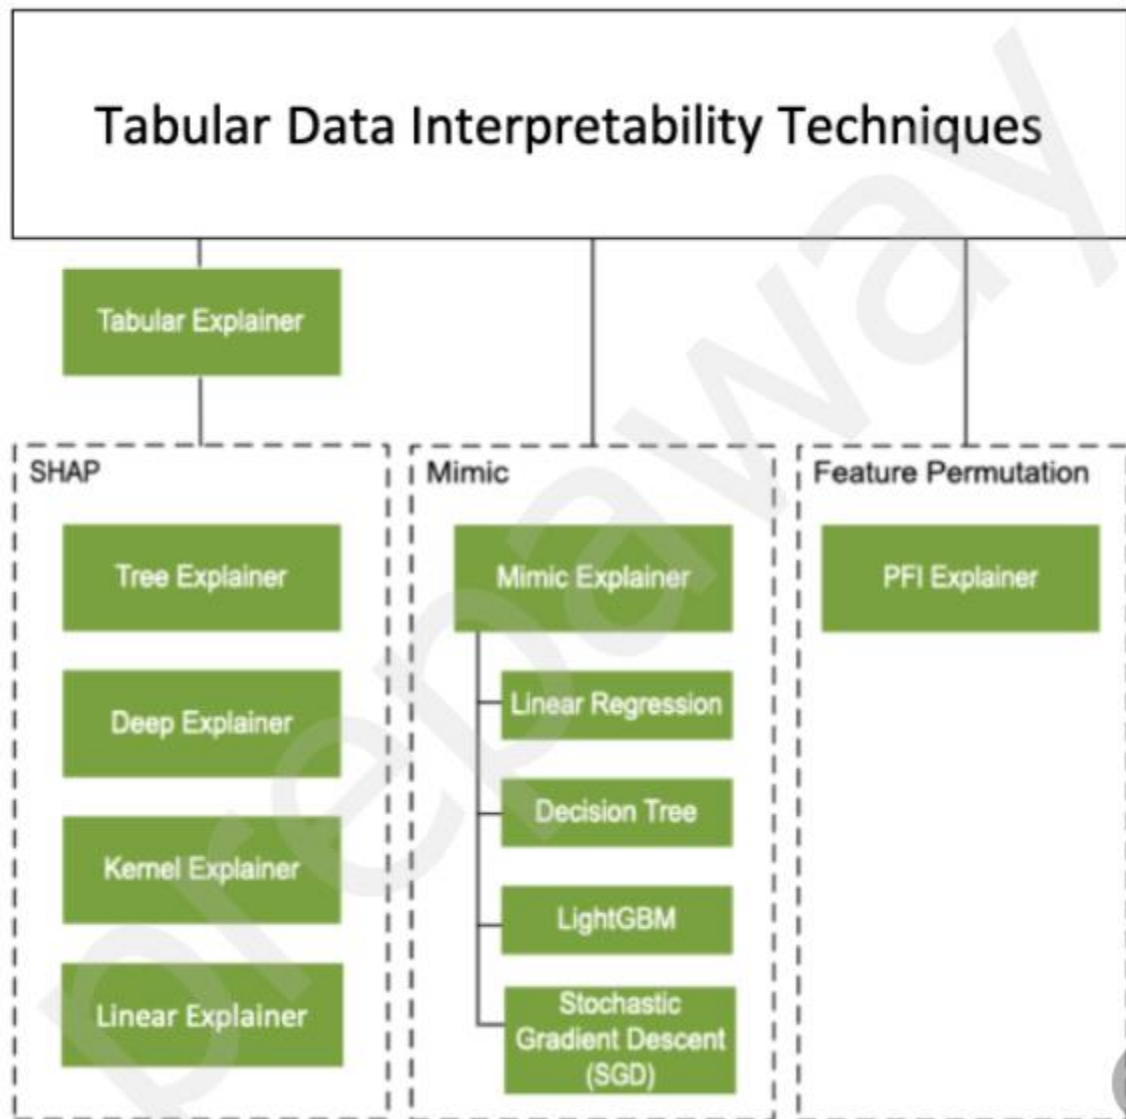 Tabular Data Interpretability Techniques
Tabular Explainer
SHAP
Tree Explainer
Deep Explainer
Kernel Explainer
Linear Explainer
Mimic
Mimic Explainer
Linear Regression
Decision Tree
LightGBM
Stochastic
Gradient Descent
(SGD)
Feature Permutation
PFI Explainer
prepaway